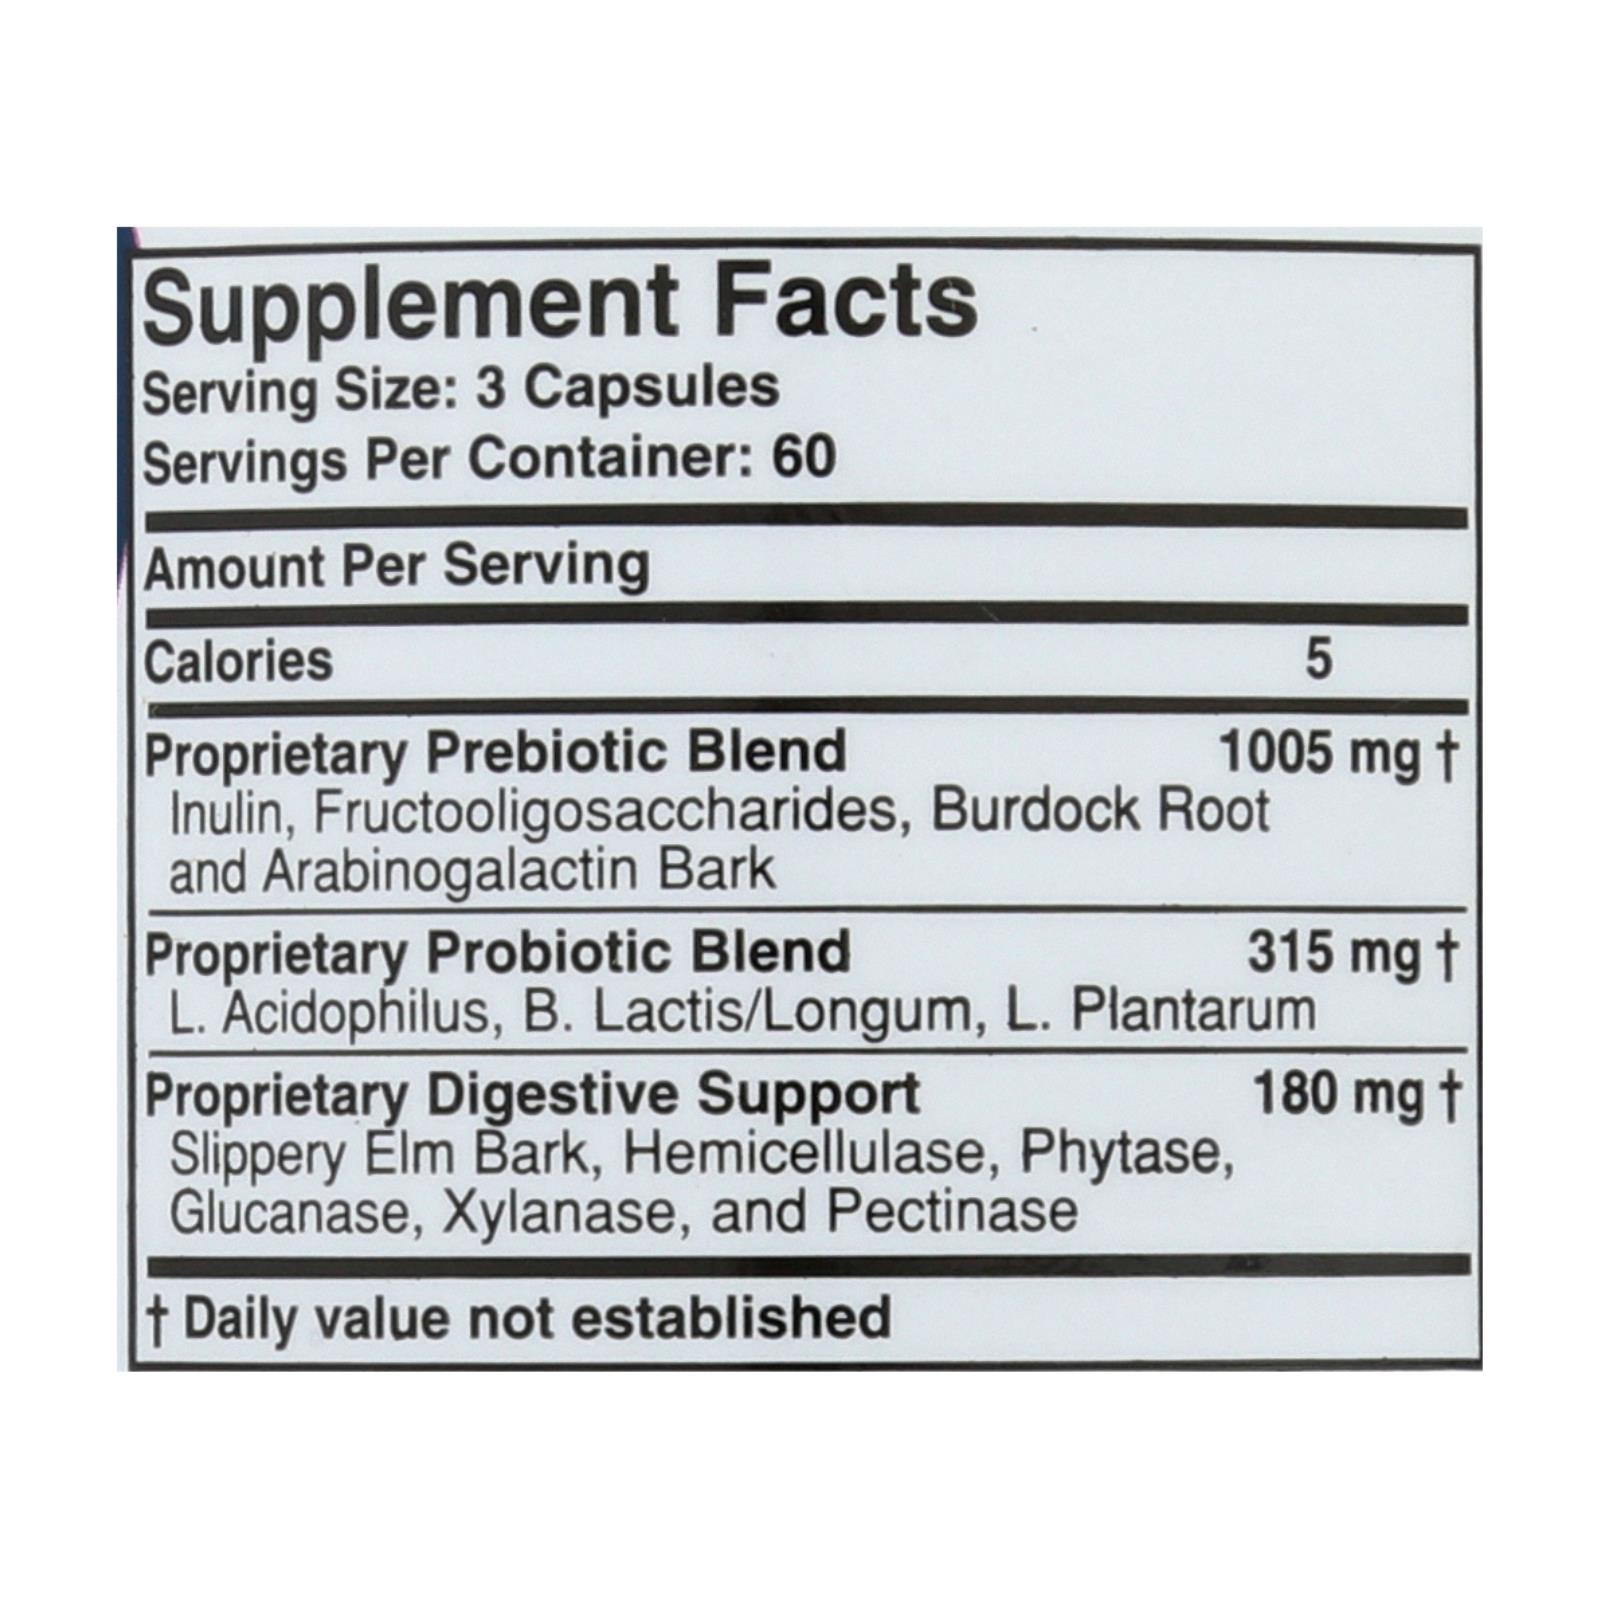 Supplement Facts
Serving Size: 3 Capsules
Servings Per Container: 60
Amount Per Serving
Calories 5
Proprietary Prebiotic Blend 1005 mg †
Inulin, Fructooligosaccharides, Burdock Root
and Arabinogalactin Bark
Proprietary Probiotic Blend 315 mg †
L. Acidophilus, B. Lactis/Longum, L. Plantarum
Proprietary Digestive Support 180 mg †
Slippery Elm Bark, Hemicellulase, Phytase,
Glucanase, Xylanase, and Pectinase
† Daily value not established